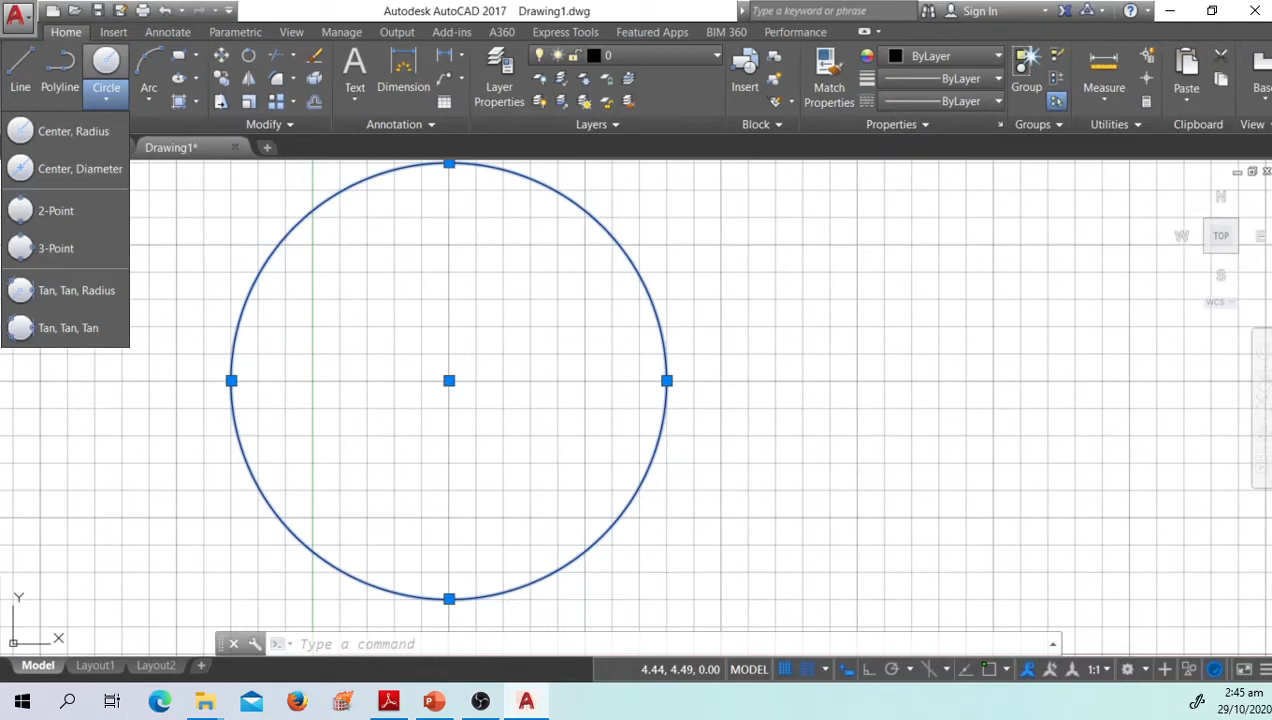 Autodesk AutoCAD 2017 Drawing1.dwg
Type a keyword or phrase
Sign In
Home Insert Annotate Parametric View Manage Output Add-ins A360 Express Tools Featured Apps BIM 360 Performance
0
ByLayer
ByLayer
ByLayer
Line Polyline Circle Arc
Text Dimension
Layer Properties
Insert
Match Properties
Group
Measure
Paste
Base
Modify Annotation Layers Block Properties Groups Utilities Clipboard View
Center, Radius
Center, Diameter
2-Point
3-Point
Tan, Tan, Radius
Tan, Tan, Tan
Drawing1*
N
W TOP E
S
WCS
Y
X
Type a command
Model Layout1 Layout2
4.44, 4.49, 0.00 MODEL 1:1
2:45 am
29/10/2020